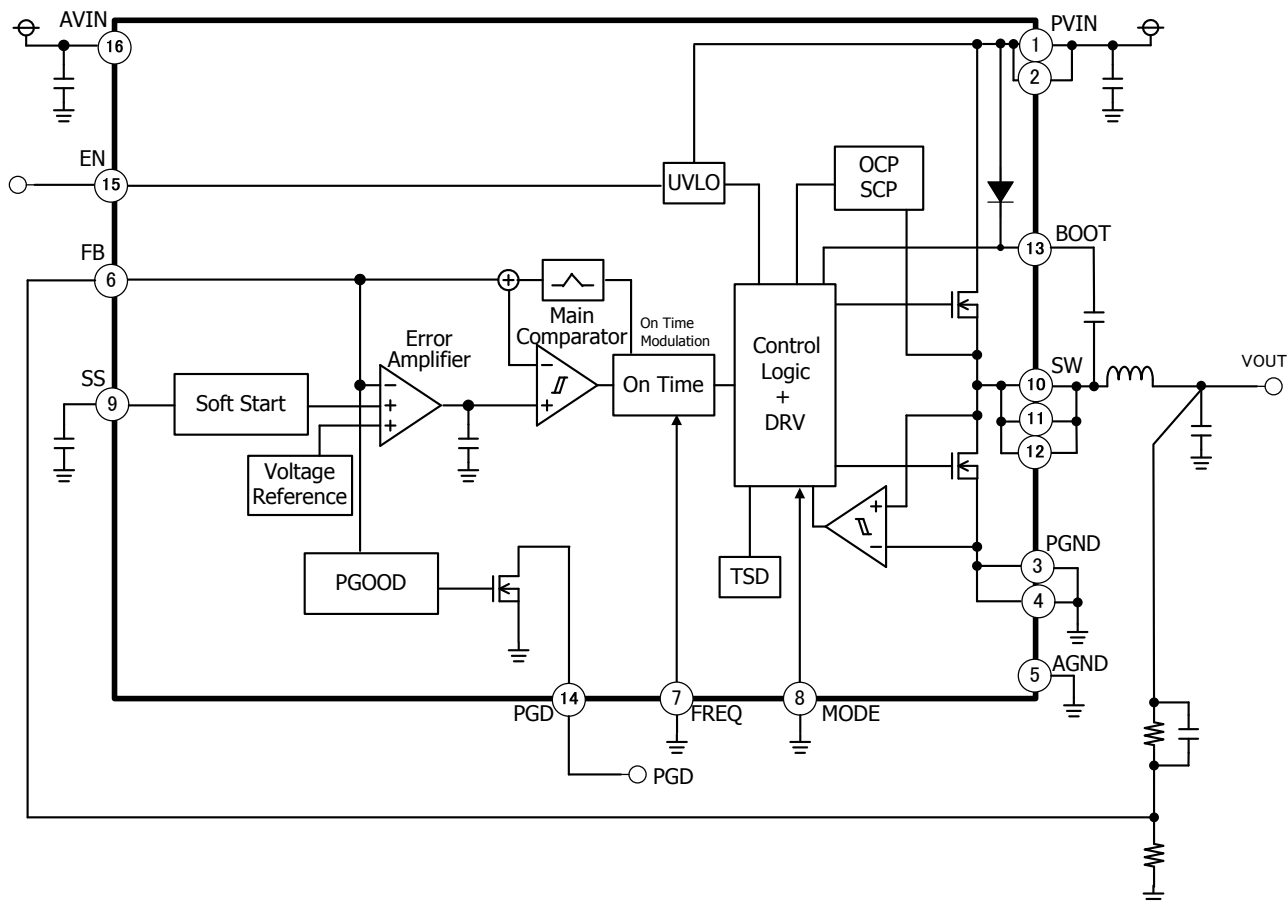 AVIN
16
PVIN
1
2
EN
15
UVLO
OCP
SCP
BOOT
13
FB
6
+
Main
Comparator
On Time
Modulation
Error
Amplifier
SS
9
Soft Start
−
+
+
−
+
On Time
Control
Logic
+
DRV
SW
10
11
12
VOUT
Voltage
Reference
+
−
PGOOD
TSD
PGND
3
4
5
AGND
14
PGD
7
FREQ
8
MODE
PGD